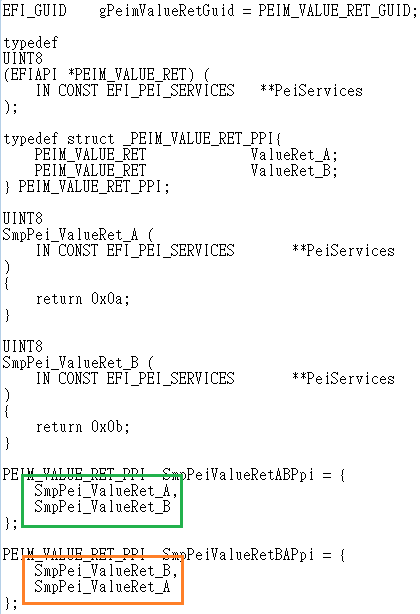 EFI_GUID    gPeimValueRetGuid = PEIM_VALUE_RET_GUID;
typedef
UINT8
(EFIAPI *PEIM_VALUE_RET) (
    IN CONST EFI_PEI_SERVICES   **PeiServices
);
typedef struct _PEIM_VALUE_RET_PPI{
    PEIM_VALUE_RET          ValueRet_A;
    PEIM_VALUE_RET          ValueRet_B;
} PEIM_VALUE_RET_PPI;
UINT8
SmpPei_ValueRet_A (
    IN CONST EFI_PEI_SERVICES       **PeiServices
)
{
    return 0x0a;
}
UINT8
SmpPei_ValueRet_B (
    IN CONST EFI_PEI_SERVICES       **PeiServices
)
{
    return 0x0b;
}
PEIM_VALUE_RET_PPI  SmpPeiValueRetABPpi = {
    SmpPei_ValueRet_A,
    SmpPei_ValueRet_B
};
PEIM_VALUE_RET_PPI  SmpPeiValueRetBAPpi = {
    SmpPei_ValueRet_B,
    SmpPei_ValueRet_A
};